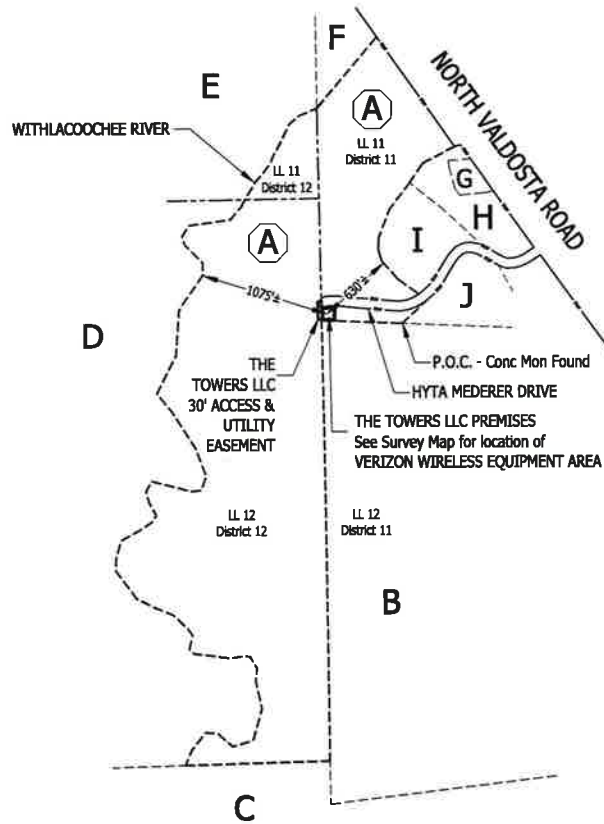 F
E
A
NORTH VALDOSTA ROAD
WITHLACOOCHEE RIVER
LL 11
District 11
LL 11
District 12
G
H
A
I
1075'±
630'±
J
D
P.O.C. - Conc Mon Found
HYTA MEDERER DRIVE
THE
TOWERS LLC
30' ACCESS &
UTILITY
EASEMENT
THE TOWERS LLC PREMISES
See Survey Map for location of
VERIZON WIRELESS EQUIPMENT AREA
LL 12
District 12
LL 12
District 11
B
C